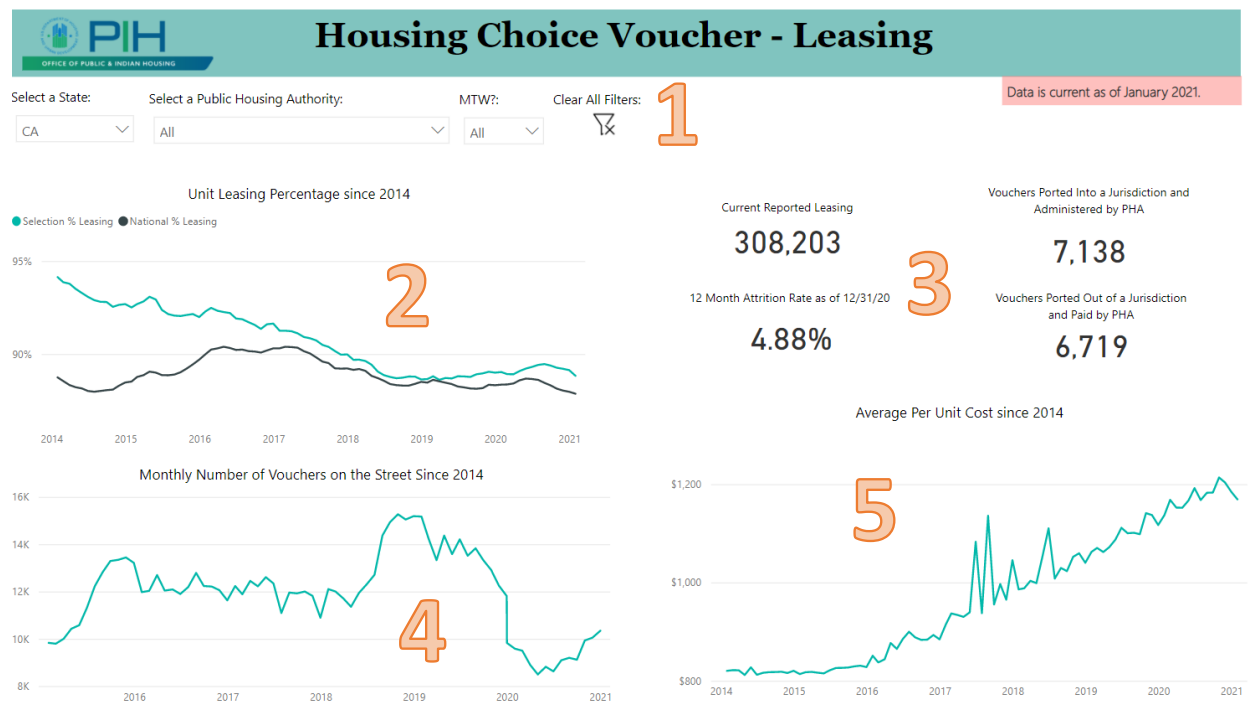 PIH
OFFICE OF PUBLIC & INDIAN HOUSING
Housing Choice Voucher - Leasing
Data is current as of January 2021.
Select a State:
CA
Select a Public Housing Authority:
All
MTW?:
All
Clear All Filters:
1
Unit Leasing Percentage since 2014
Selection % Leasing National % Leasing
95%
90%
2014 2015 2016 2017 2018 2019 2020 2021
2
Current Reported Leasing
308,203
Vouchers Ported Into a Jurisdiction and
Administered by PHA
7,138
3
12 Month Attrition Rate as of 12/31/20
4.88%
Vouchers Ported Out of a Jurisdiction
and Paid by PHA
6,719
Monthly Number of Vouchers on the Street Since 2014
16K
14K
12K
10K
8K
2016 2017 2018 2019 2020 2021
4
Average Per Unit Cost since 2014
$1,200
$1,000
$800
2014 2015 2016 2017 2018 2019 2020 2021
5